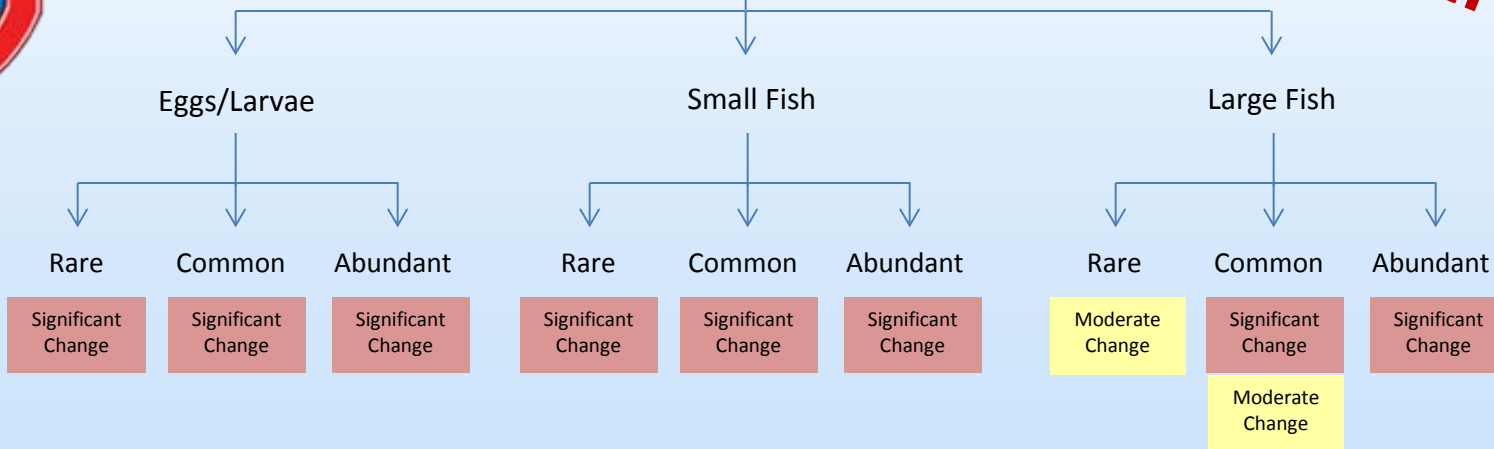 Eggs/Larvae Small Fish Large Fish
Rare Common Abundant Rare Common Abundant Rare Common Abundant
Significant Change Significant Change Significant Change Significant Change Significant Change Significant Change Moderate Change Significant Change Significant Change
Moderate
Change